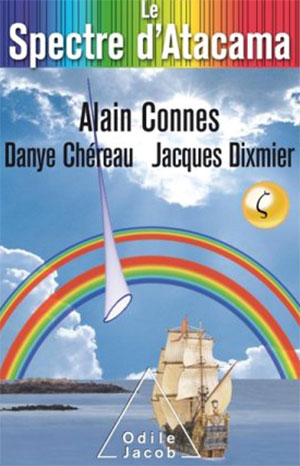 Le
Spectre d'Atacama
Alain Connes
Danye Chéreau Jacques Dixmier
ζ
Odile
Jacob